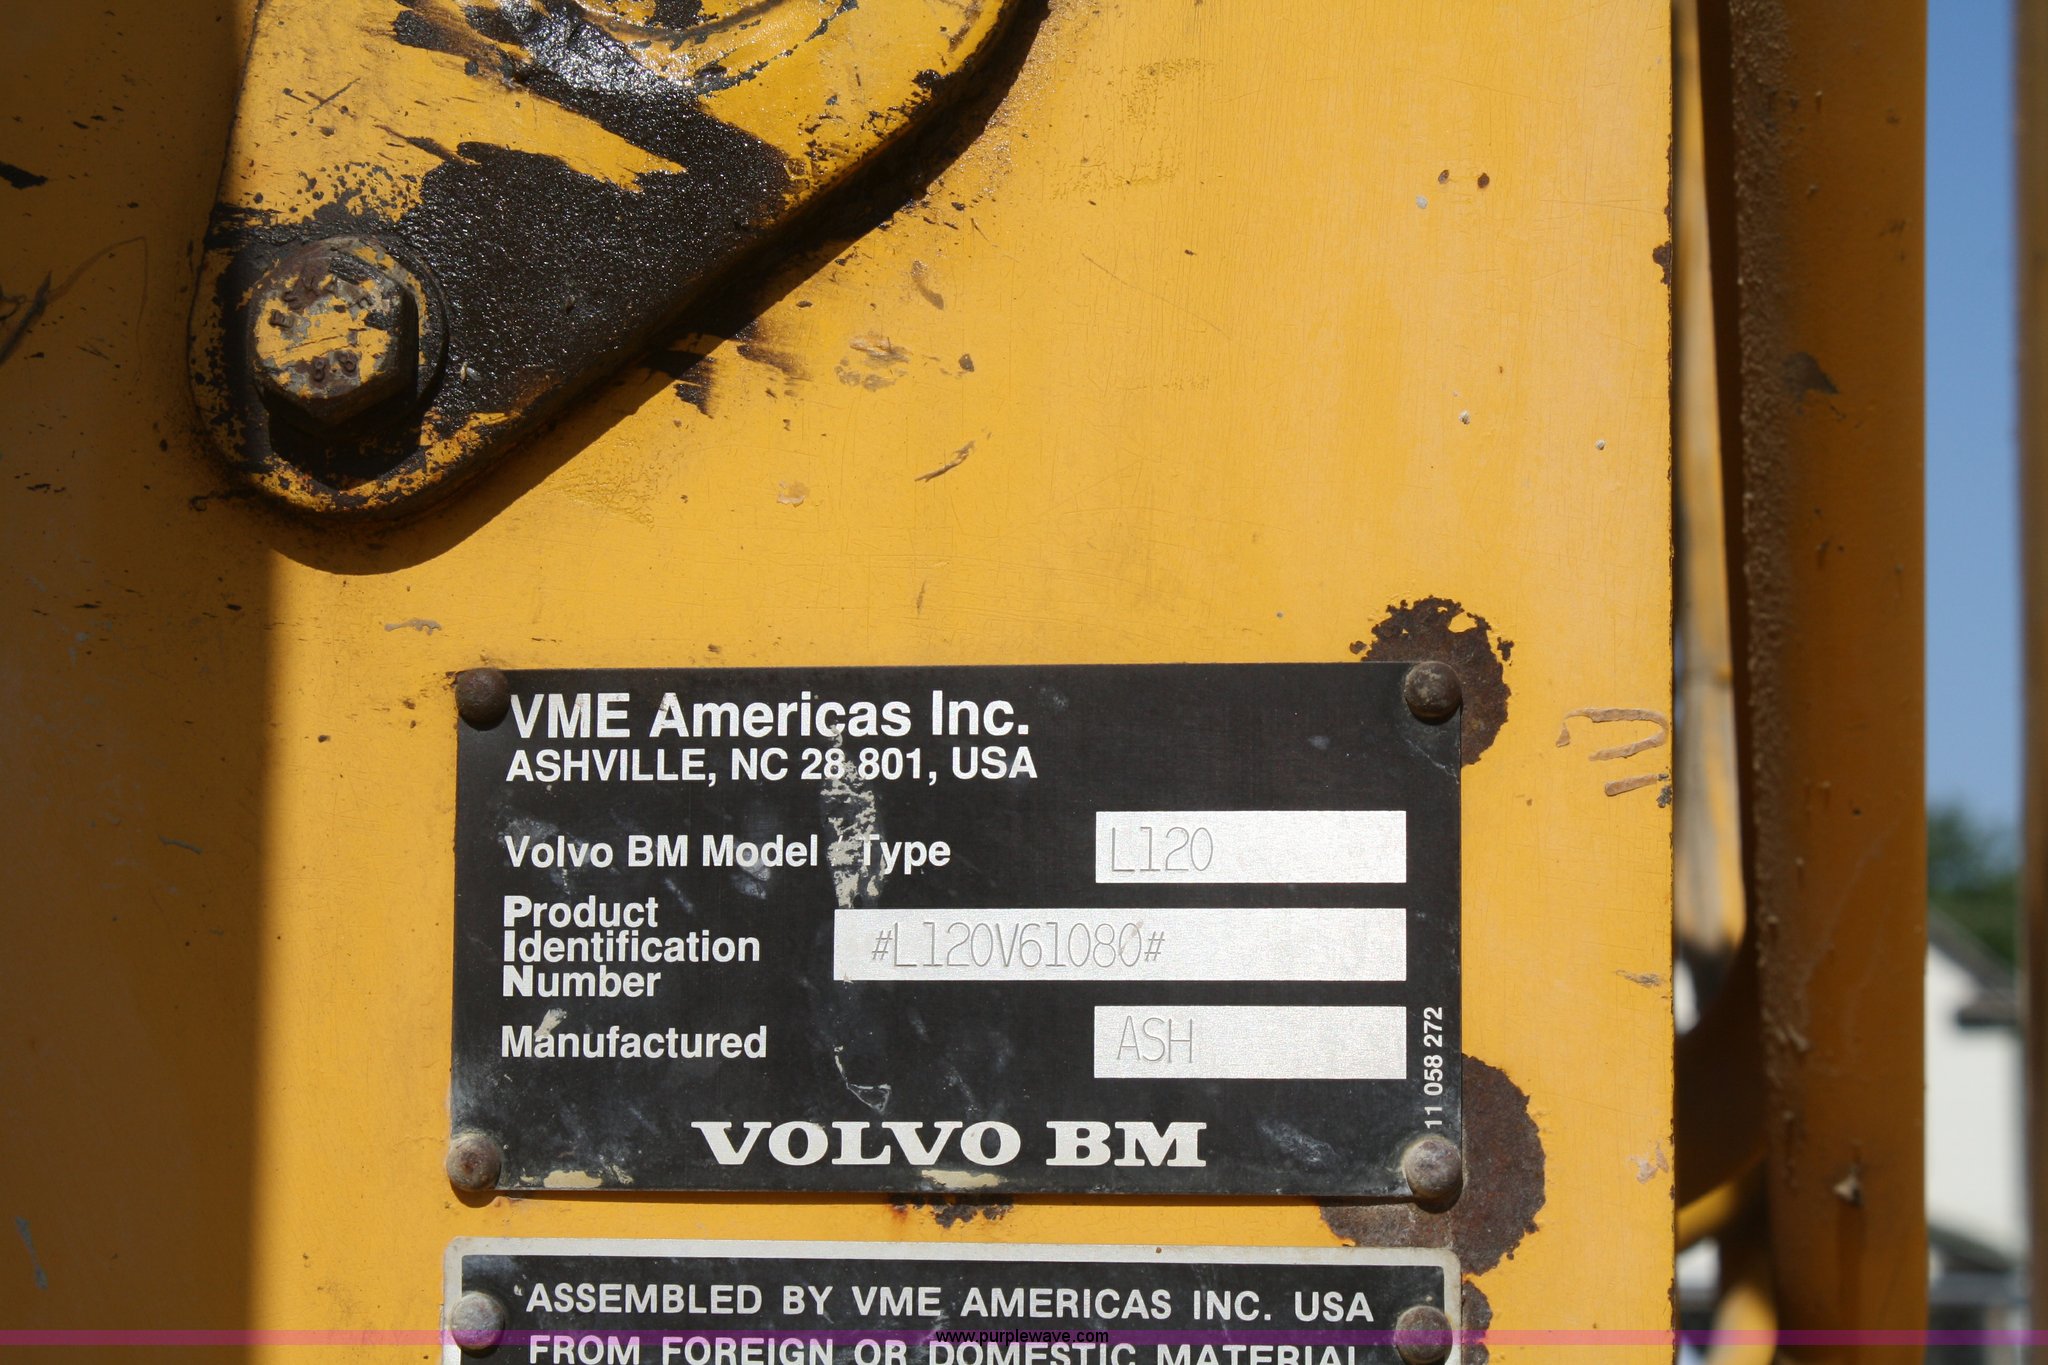 8.8
VME Americas Inc.
ASHVILLE, NC 28 801, USA
Volvo BM Model / Type
L120
Product
Identification
Number
#L120V61080#
Manufactured
ASH
11 058 272
VOLVO BM
ASSEMBLED BY VME AMERICAS INC. USA
FROM FOREIGN OR DOMESTIC MATERIAL
www.purplewave.com